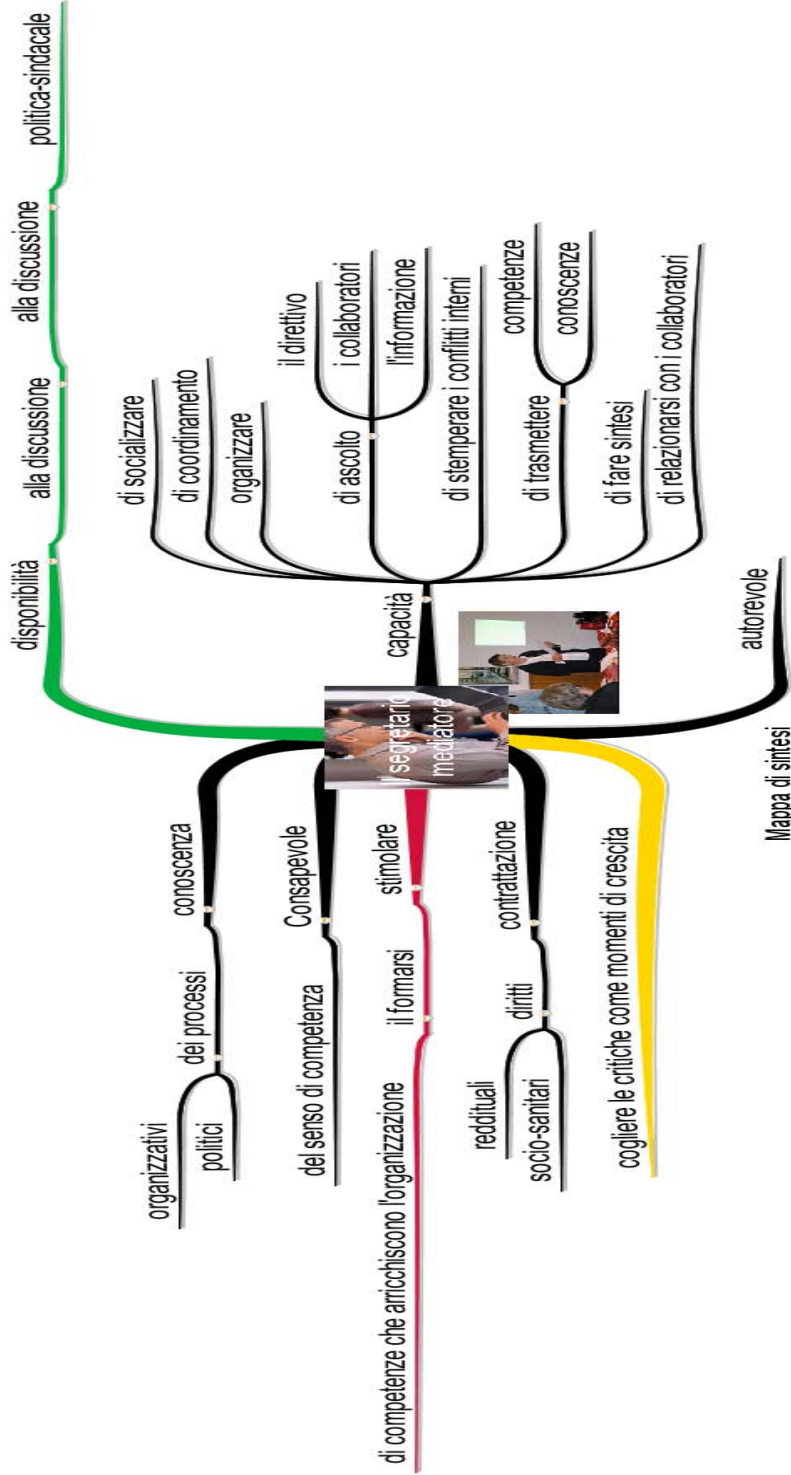 Il segretario
mediatore
disponibilità
alla discussione
alla discussione
politica-sindacale
capacità
di socializzare
di coordinamento
organizzare
di ascolto
il direttivo
i collaboratori
l'informazione
di stemperare i conflitti interni
di trasmettere
competenze
conoscenze
di fare sintesi
di relazionarsi con i collaboratori
autorevole
conoscenza
dei processi
organizzativi
politici
Consapevole
del senso di competenza
stimolare
il formarsi
di competenze che arricchiscono l'organizzazione
contrattazione
diritti
reddituali
socio-sanitari
cogliere le critiche come momenti di crescita
Mappa di sintesi